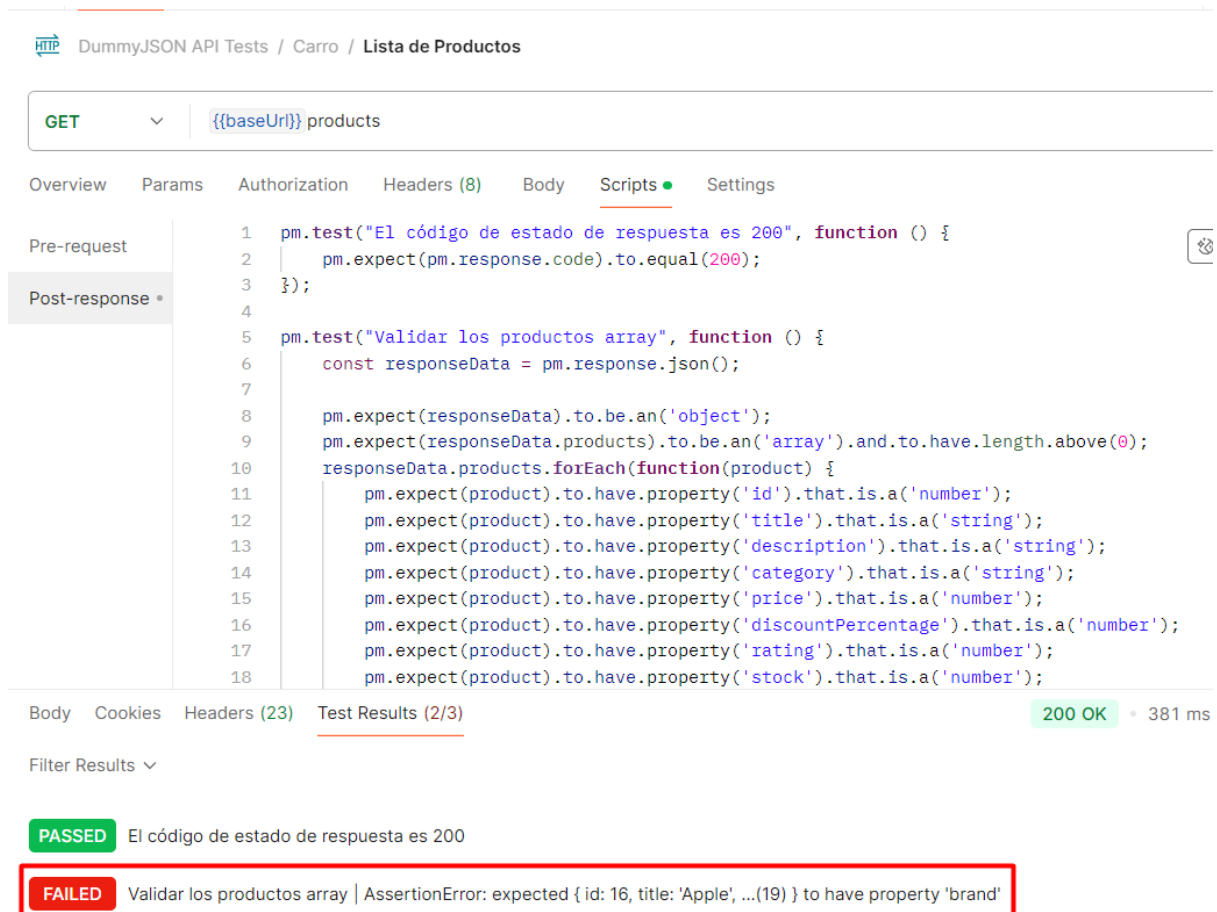 HTTP DummyJSON API Tests / Carro / Lista de Productos
GET {{baseUrl}} products
Overview Params Authorization Headers (8) Body Scripts Settings
Pre-request
Post-response
1 pm.test("El código de estado de respuesta es 200", function () {
2 pm.expect(pm.response.code).to.equal(200);
3 });
4
5 pm.test("Validar los productos array", function () {
6 const responseData = pm.response.json();
7
8 pm.expect(responseData).to.be.an('object');
9 pm.expect(responseData.products).to.be.an('array').and.to.have.length.above(0);
10 responseData.products.forEach(function(product) {
11 pm.expect(product).to.have.property('id').that.is.a('number');
12 pm.expect(product).to.have.property('title').that.is.a('string');
13 pm.expect(product).to.have.property('description').that.is.a('string');
14 pm.expect(product).to.have.property('category').that.is.a('string');
15 pm.expect(product).to.have.property('price').that.is.a('number');
16 pm.expect(product).to.have.property('discountPercentage').that.is.a('number');
17 pm.expect(product).to.have.property('rating').that.is.a('number');
18 pm.expect(product).to.have.property('stock').that.is.a('number');
Body Cookies Headers (23) Test Results (2/3) 200 OK • 381 ms
Filter Results
PASSED El código de estado de respuesta es 200
FAILED Validar los productos array | AssertionError: expected { id: 16, title: 'Apple', ...(19) } to have property 'brand'